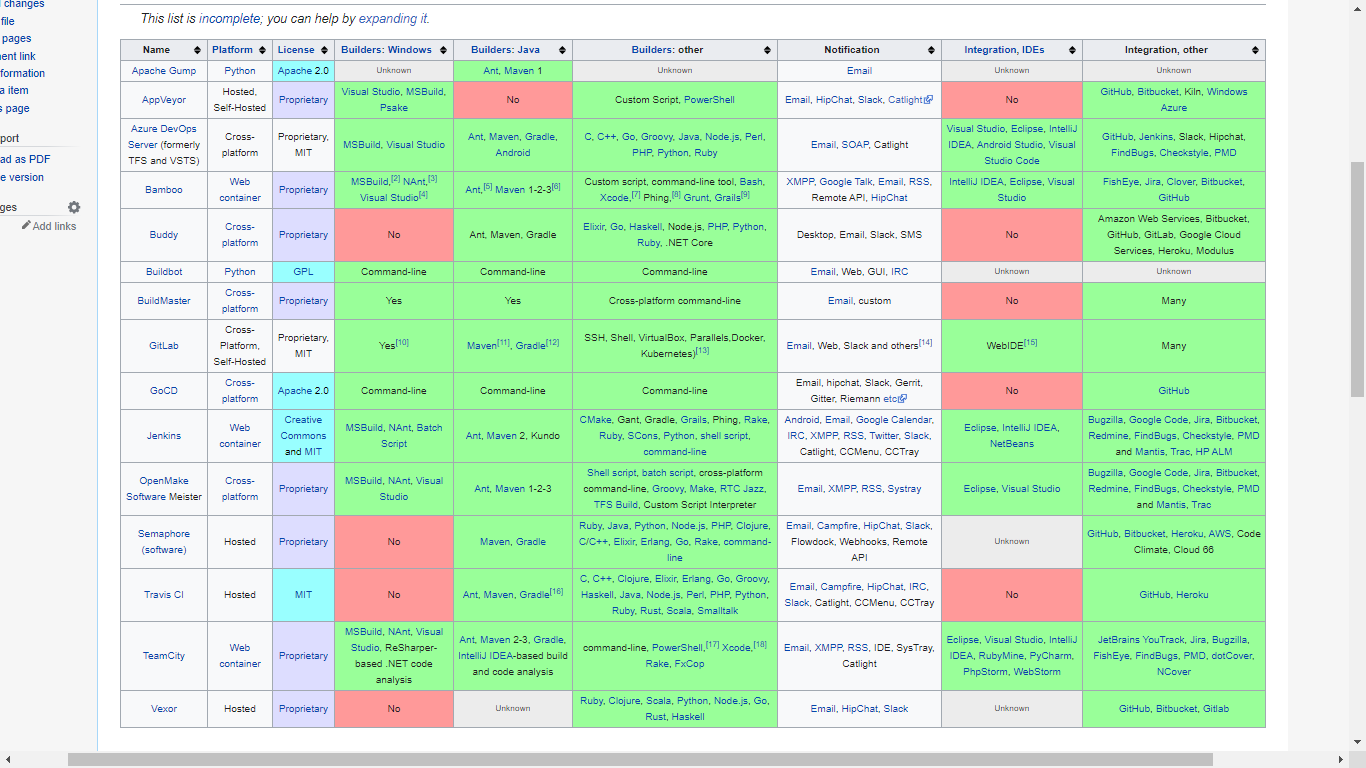 l changes
file
pages
nent link
formation
a item
s page
port
ad as PDF
e version
ges
Add links
This list is incomplete; you can help by expanding it.
Name Platform License Builders: Windows Builders: Java Builders: other Notification Integration, IDEs Integration, other
Apache Gump Python Apache 2.0 Unknown Ant, Maven 1 Unknown Email Unknown Unknown
AppVeyor
Hosted,
Self-Hosted
Proprietary
Visual Studio, MSBuild,
Psake
No
Custom Script, PowerShell
Email, HipChat, Slack, Catlight
No
GitHub, Bitbucket, Kiln, Windows
Azure
Azure DevOps
Server (formerly
TFS and VSTS)
Cross-
platform
Proprietary,
MIT
MSBuild, Visual Studio
Ant, Maven, Gradle,
Android
C, C++, Go, Groovy, Java, Node.js, Perl,
PHP, Python, Ruby
Email, SOAP, Catlight
Visual Studio, Eclipse, IntelliJ
IDEA, Android Studio, Visual
Studio Code
GitHub, Jenkins, Slack, Hipchat,
FindBugs, Checkstyle, PMD
Bamboo
Web
container
Proprietary
MSBuild,[2] NAnt,[3]
Visual Studio[4]
Ant,[5] Maven 1-2-3[6]
Custom script, command-line tool, Bash,
Xcode,[7] Phing,[8] Grunt, Grails[9]
XMPP, Google Talk, Email, RSS,
Remote API, HipChat
IntelliJ IDEA, Eclipse, Visual
Studio
FishEye, Jira, Clover, Bitbucket,
GitHub
Buddy
Cross-
platform
Proprietary
No
Ant, Maven, Gradle
Elixir, Go, Haskell, Node.js, PHP, Python,
Ruby, .NET Core
Desktop, Email, Slack, SMS
No
Amazon Web Services, Bitbucket,
GitHub, GitLab, Google Cloud
Services, Heroku, Modulus
Buildbot Python GPL Command-line Command-line Command-line Email, Web, GUI, IRC Unknown Unknown
BuildMaster
Cross-
platform
Proprietary
Yes
Yes
Cross-platform command-line
Email, custom
No
Many
GitLab
Cross-
Platform,
Self-Hosted
Proprietary,
MIT
Yes[10]
Maven[11], Gradle[12]
SSH, Shell, VirtualBox, Parallels,Docker,
Kubernetes)[13]
Email, Web, Slack and others[14]
WebIDE[15]
Many
GoCD
Cross-
platform
Apache 2.0
Command-line
Command-line
Command-line
Email, hipchat, Slack, Gerrit,
Gitter, Riemann etc
No
GitHub
Jenkins
Web
container
Creative
Commons
and MIT
MSBuild, NAnt, Batch
Script
Ant, Maven 2, Kundo
CMake, Gant, Gradle, Grails, Phing, Rake,
Ruby, SCons, Python, shell script,
command-line
Android, Email, Google Calendar,
IRC, XMPP, RSS, Twitter, Slack,
Catlight, CCMenu, CCTray
Eclipse, IntelliJ IDEA,
NetBeans
Bugzilla, Google Code, Jira, Bitbucket,
Redmine, FindBugs, Checkstyle, PMD
and Mantis, Trac, HP ALM
OpenMake
Software Meister
Cross-
platform
Proprietary
MSBuild, NAnt, Visual
Studio
Ant, Maven 1-2-3
Shell script, batch script, cross-platform
command-line, Groovy, Make, RTC Jazz,
TFS Build, Custom Script Interpreter
Email, XMPP, RSS, Systray
Eclipse, Visual Studio
Bugzilla, Google Code, Jira, Bitbucket,
Redmine, FindBugs, Checkstyle, PMD
and Mantis, Trac
Semaphore
(software)
Hosted
Proprietary
No
Maven, Gradle
Ruby, Java, Python, Node.js, PHP, Clojure,
C/C++, Elixir, Erlang, Go, Rake, command-
line
Email, Campfire, HipChat, Slack,
Flowdock, Webhooks, Remote
API
Unknown
GitHub, Bitbucket, Heroku, AWS, Code
Climate, Cloud 66
Travis CI
Hosted
MIT
No
Ant, Maven, Gradle[16]
C, C++, Clojure, Elixir, Erlang, Go, Groovy,
Haskell, Java, Node.js, Perl, PHP, Python,
Ruby, Rust, Scala, Smalltalk
Email, Campfire, HipChat, IRC,
Slack, Catlight, CCMenu, CCTray
No
GitHub, Heroku
TeamCity
Web
container
Proprietary
MSBuild, NAnt, Visual
Studio, ReSharper-
based .NET code
analysis
Ant, Maven 2-3, Gradle,
IntelliJ IDEA-based build
and code analysis
command-line, PowerShell,[17] Xcode,[18]
Rake, FxCop
Email, XMPP, RSS, IDE, SysTray,
Catlight
Eclipse, Visual Studio, IntelliJ
IDEA, RubyMine, PyCharm,
PhpStorm, WebStorm
JetBrains YouTrack, Jira, Bugzilla,
FishEye, FindBugs, PMD, dotCover,
NCover
Vexor
Hosted
Proprietary
No
Unknown
Ruby, Clojure, Scala, Python, Node.js, Go,
Rust, Haskell
Email, HipChat, Slack
Unknown
GitHub, Bitbucket, Gitlab